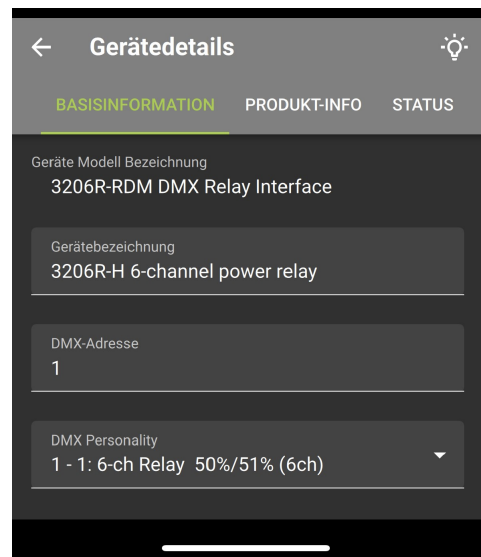 Gerätedetails
BASISINFORMATION PRODUKT-INFO STATUS
Geräte Modell Bezeichnung
3206R-RDM DMX Relay Interface
Gerätebezeichnung
3206R-H 6-channel power relay
DMX-Adresse
1
DMX Personality
1 - 1: 6-ch Relay  50%/51% (6ch)